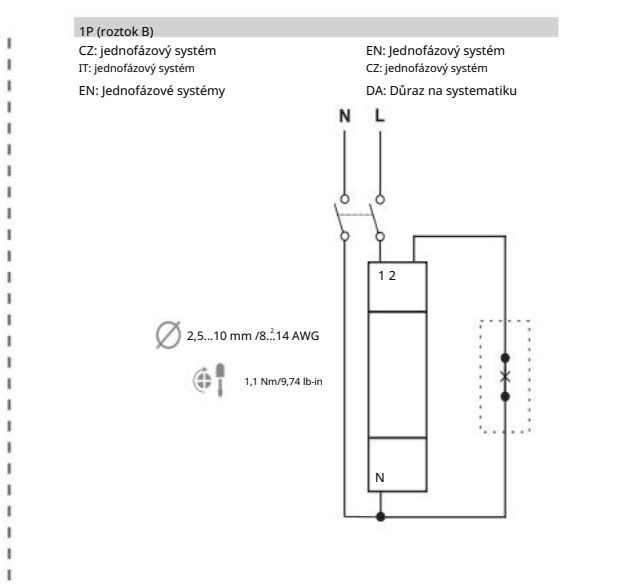 1P (roztok B)
CZ: jednofázový systém
EN: Jednofázový systém
IT: jednofázový systém
CZ: jednofázový systém
EN: Jednofázové systémy
DA: Důraz na systematiku
N L
1 2
2,5...10 mm /8...14 AWG
2
1,1 Nm/9,74 lb-in
N